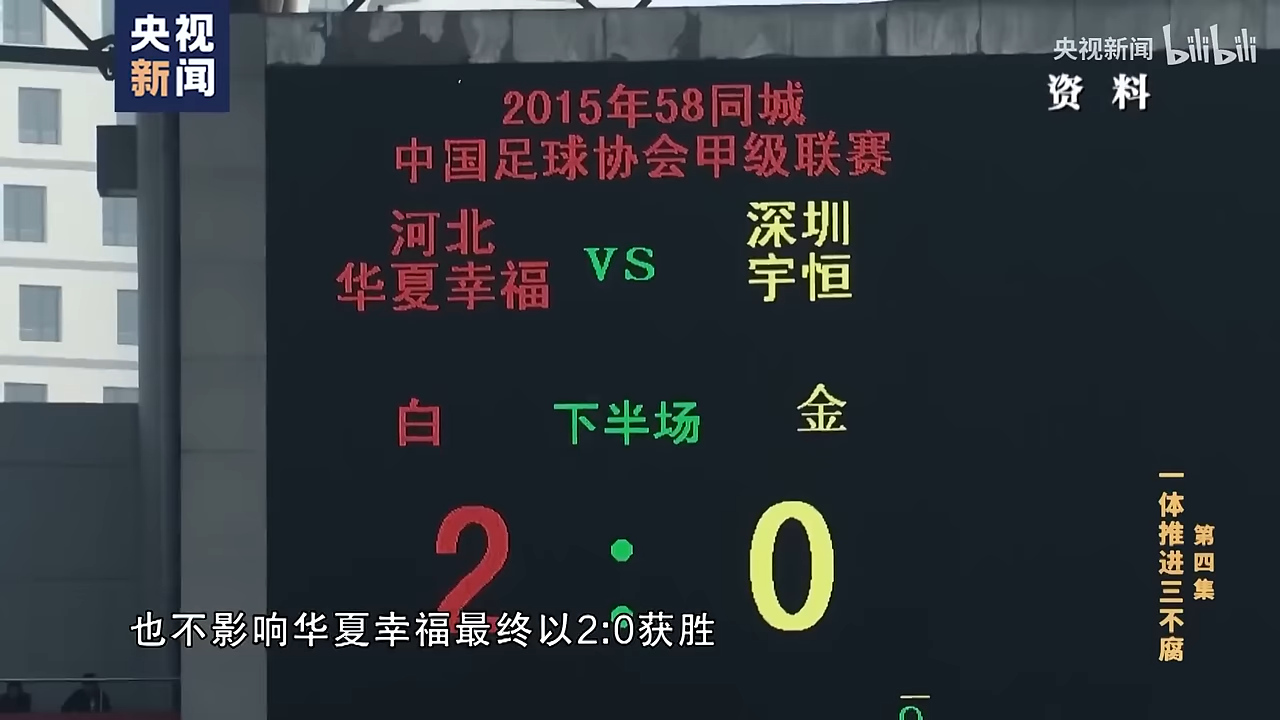 央视
新闻
央视新闻 bilibili
资料
2015年58同城
中国足球协会甲级联赛
河北
华夏幸福
VS
深圳
宇恒
白
下半场
金
2:0
第四集
一体推进三不腐
也不影响华夏幸福最终以2:0获胜